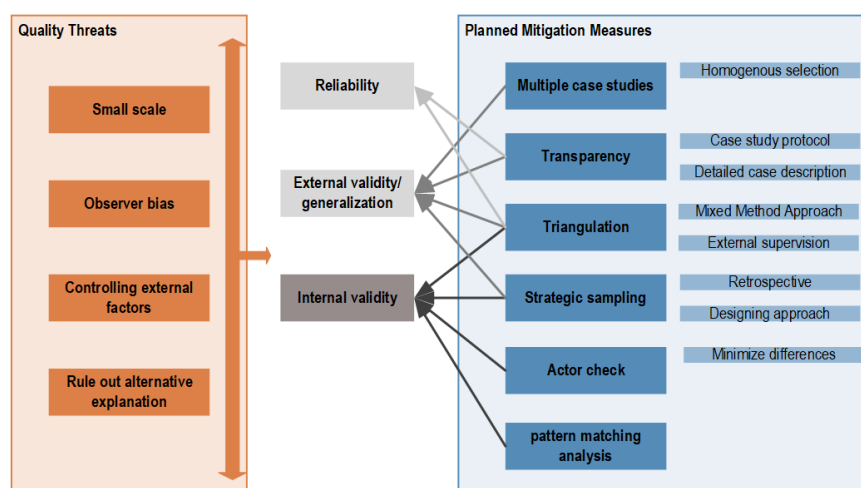 Quality Threats
Small scale
Observer bias
Controlling external
factors
Rule out alternative
explanation
Reliability
External validity/
generalization
Internal validity
Planned Mitigation Measures
Multiple case studies
Homogenous selection
Transparency
Case study protocol
Detailed case description
Triangulation
Mixed Method Approach
External supervision
Strategic sampling
Retrospective
Designing approach
Actor check
Minimize differences
pattern matching
analysis